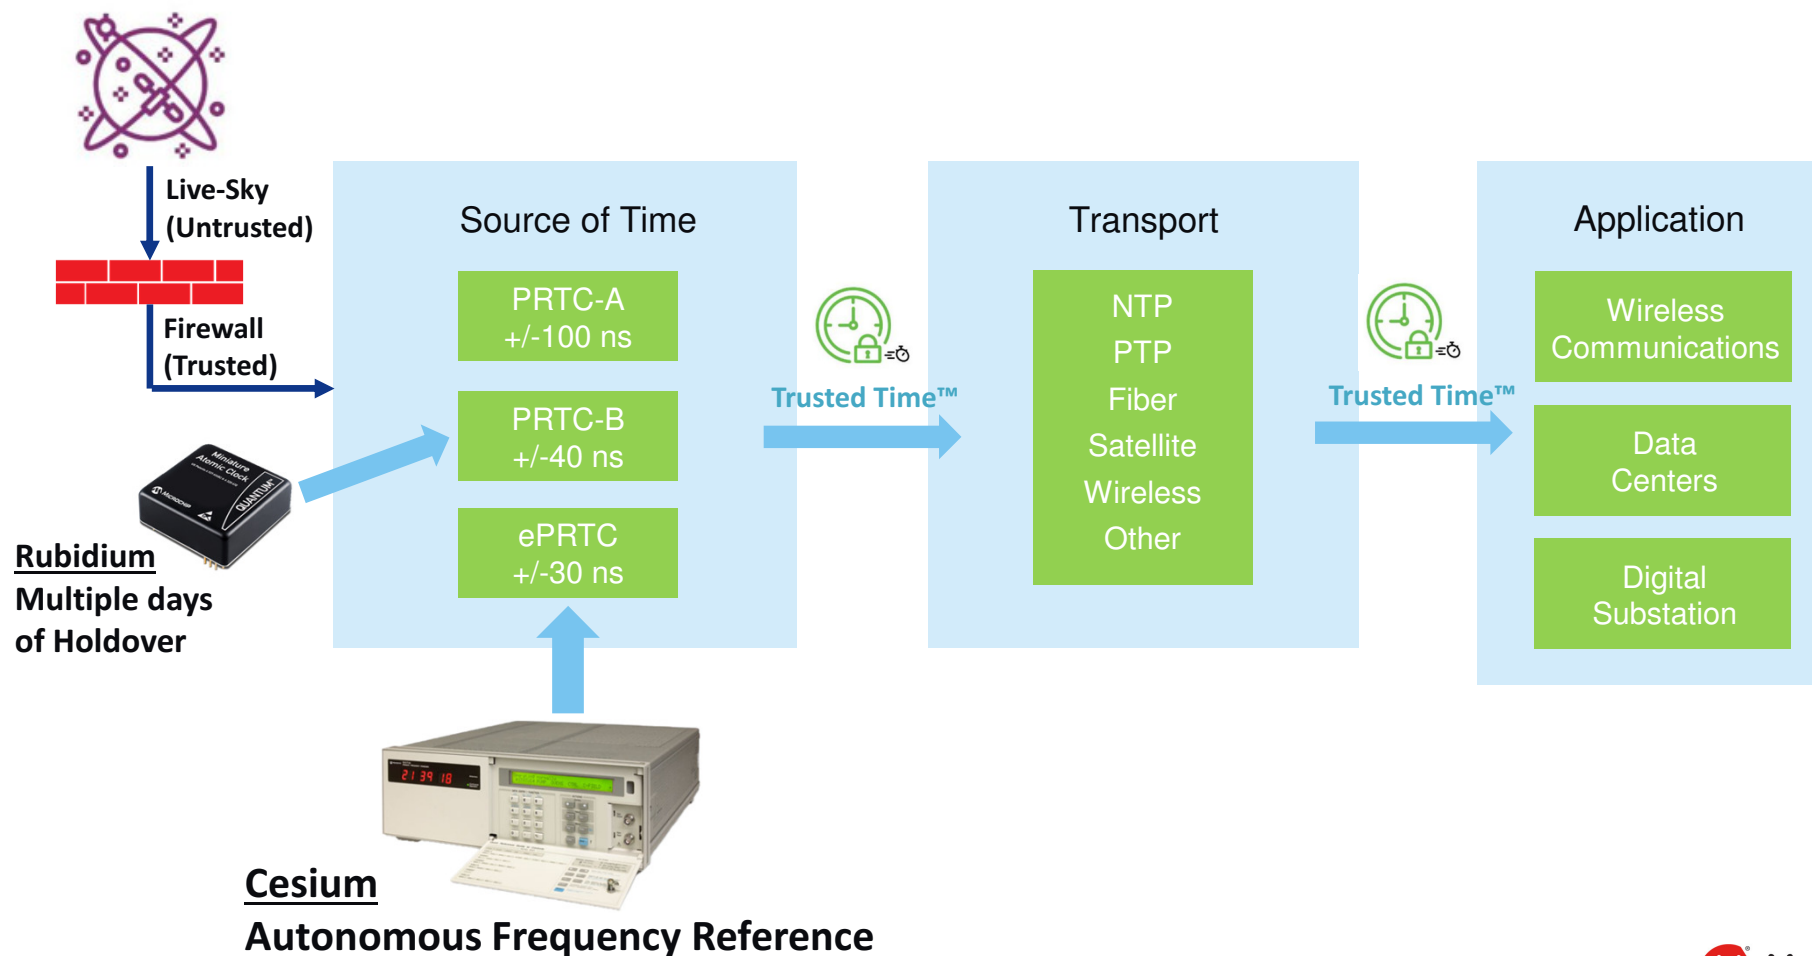 Live-Sky
(Untrusted)
Firewall
(Trusted)
Source of Time
PRTC-A
+/-100 ns
PRTC-B
+/-40 ns
ePRTC
+/-30 ns
Trusted Time™
Transport
NTP
PTP
Fiber
Satellite
Wireless
Other
Trusted Time™
Application
Wireless
Communications
Data
Centers
Digital
Substation
Miniature
Atomic Clock
QUANTUM™
MICROCHIP
Rubidium
Multiple days
of Holdover
21 39 18
Cesium
Autonomous Frequency Reference